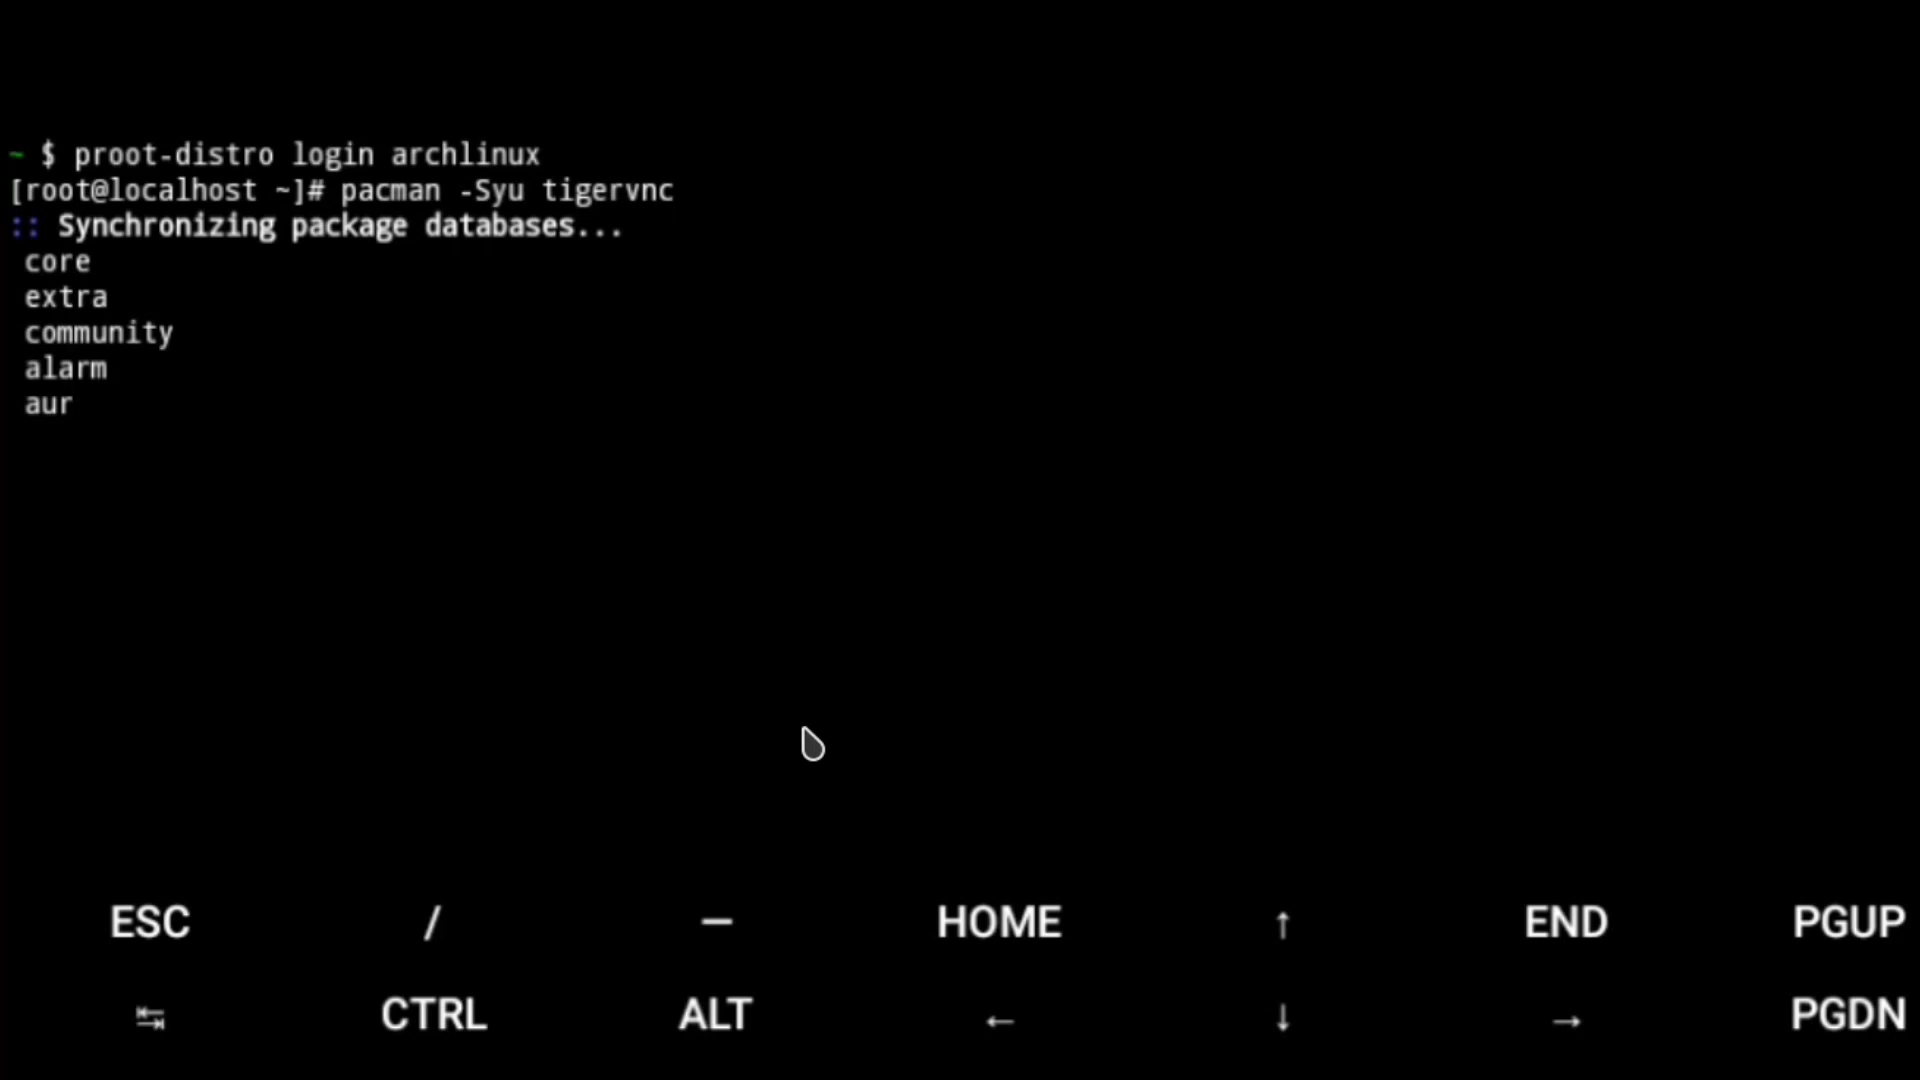 ~ $ proot-distro login archlinux
[root@localhost ~]# pacman -Syu tigervnc
:: Synchronizing package databases...
core
extra
community
alarm
aur
ESC / — HOME ↑ END PGUP
↹ CTRL ALT ← ↓ → PGDN